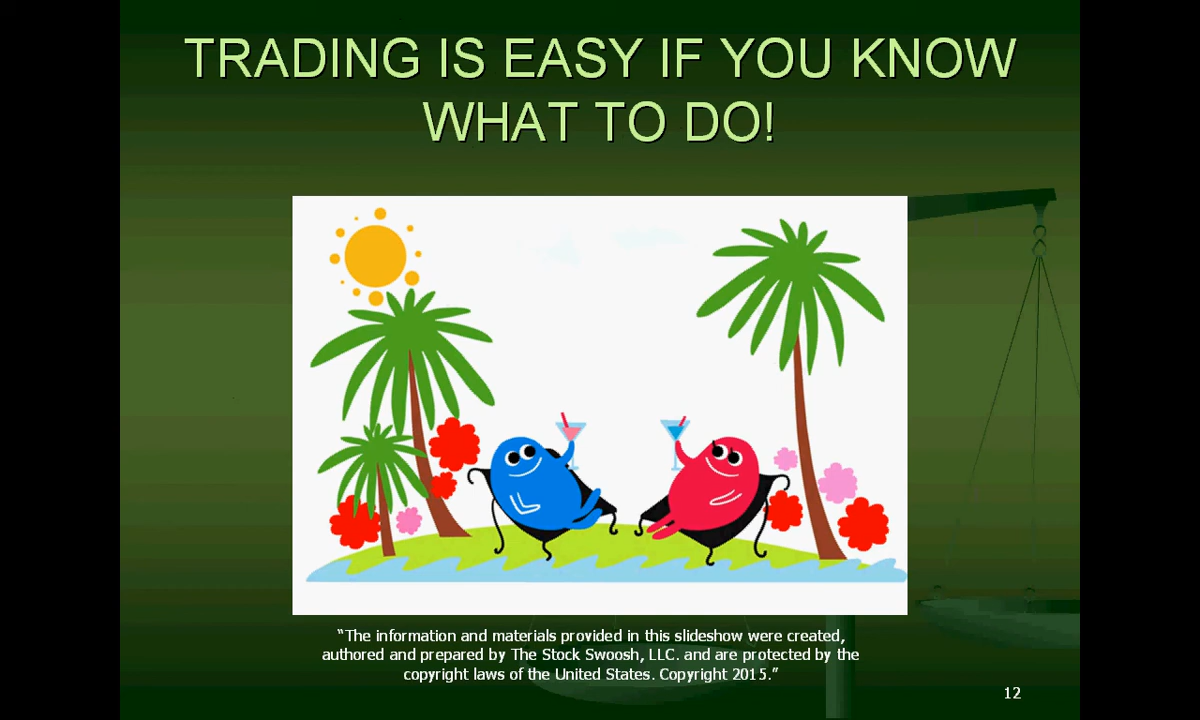 TRADING IS EASY IF YOU KNOW
WHAT TO DO!
“The information and materials provided in this slideshow were created,
authored and prepared by The Stock Swoosh, LLC. and are protected by the
copyright laws of the United States. Copyright 2015.”
12